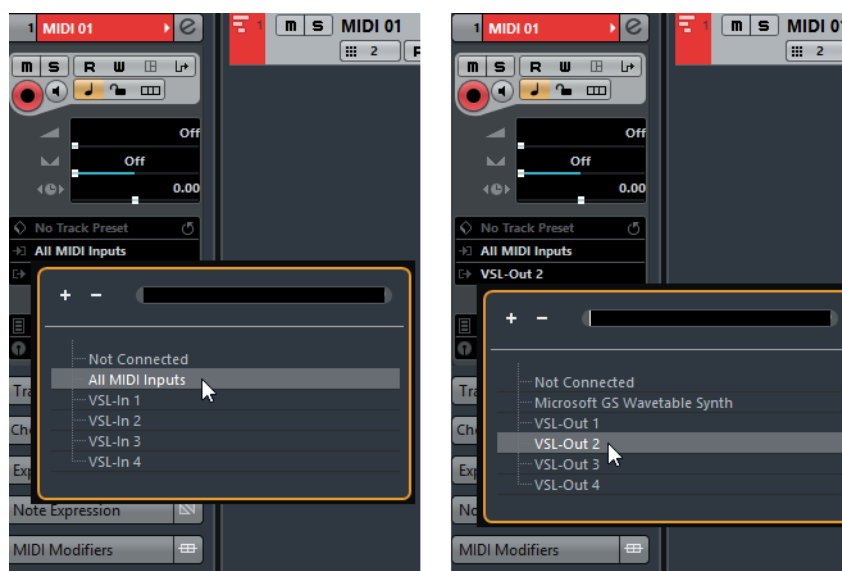 1 MIDI 01
1 m s MIDI 01
2
m s R W
Off
Off
0.00
No Track Preset
All MIDI Inputs
+ −
Not Connected
All MIDI Inputs
VSL-In 1
VSL-In 2
VSL-In 3
VSL-In 4
Note Expression
MIDI Modifiers
1 MIDI 01
1 m s MIDI 0
2
m s R W
Off
Off
0.00
No Track Preset
All MIDI Inputs
VSL-Out 2
+ −
Not Connected
Microsoft GS Wavetable Synth
VSL-Out 1
VSL-Out 2
VSL-Out 3
VSL-Out 4
MIDI Modifiers